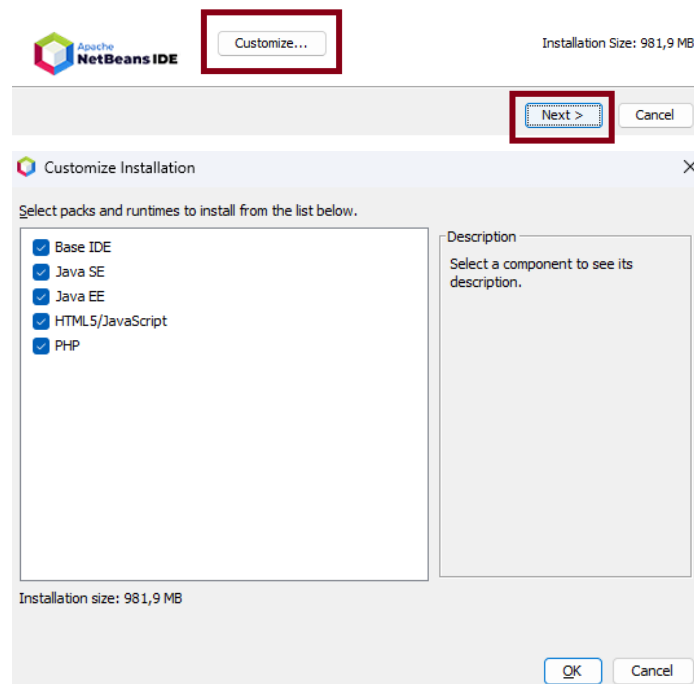 Apache
NetBeans IDE
Customize...
Installation Size: 981,9 MB
Next >
Cancel
Customize Installation
Select packs and runtimes to install from the list below.
Base IDE
Java SE
Java EE
HTML5/JavaScript
PHP
Description
Select a component to see its
description.
Installation size: 981,9 MB
OK
Cancel